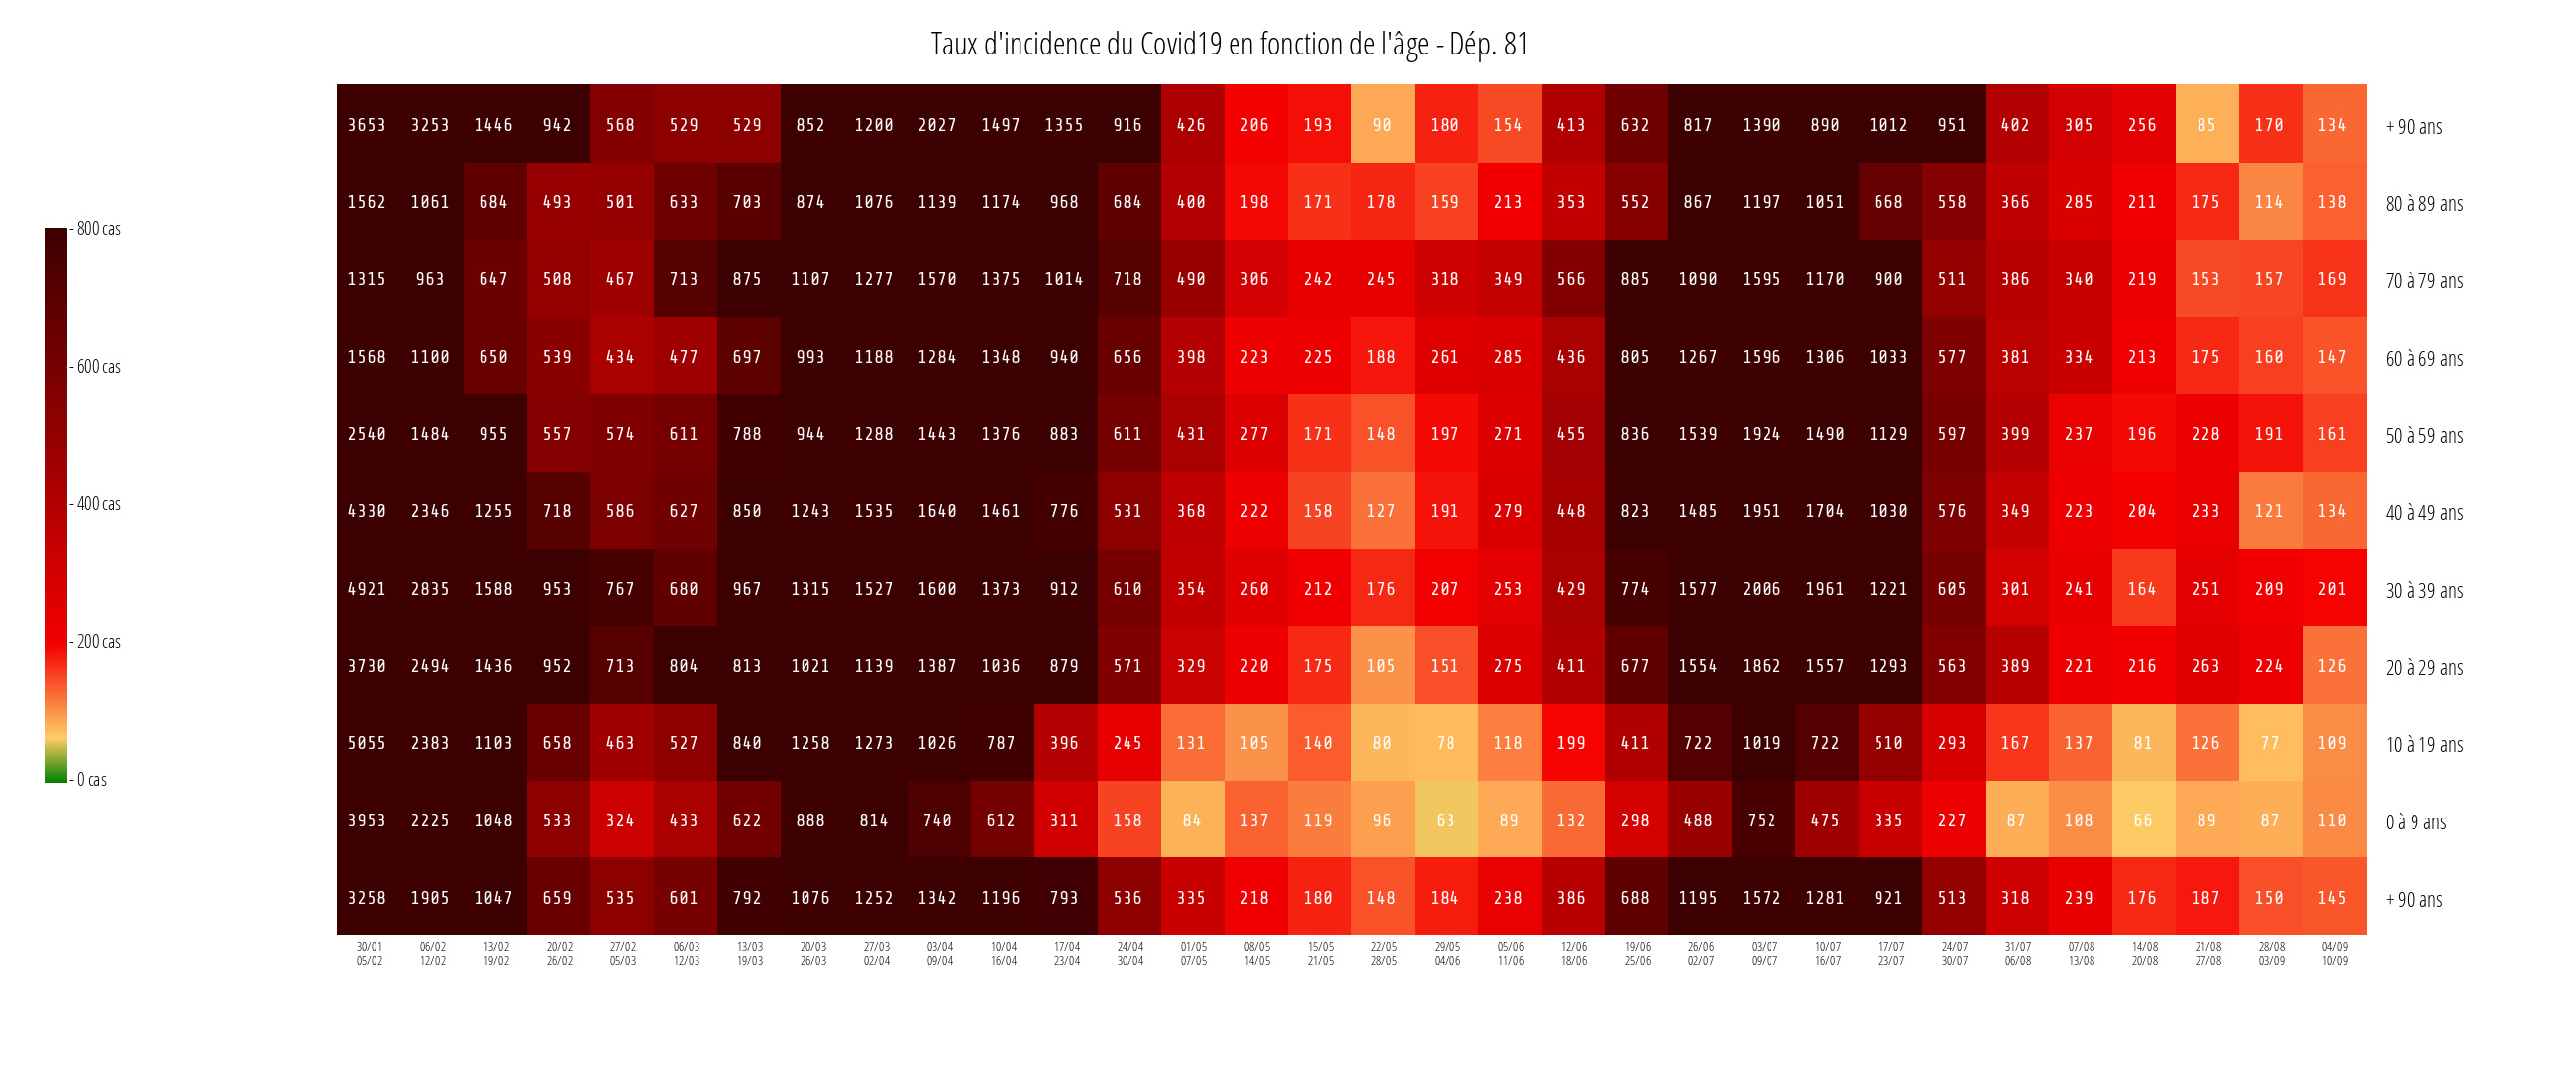 Taux d'incidence du Covid19 en fonction de l'âge - Dép. 81
- 800 cas
- 600 cas
- 400 cas
- 200 cas
- 0 cas
3653 3253 1446 942 568 529 529 852 1200 2027 1497 1355 916 426 206 193 90 180 154 413 632 817 1390 890 1012 951 402 305 256 85 170 134 + 90 ans
1562 1061 684 493 501 633 703 874 1076 1139 1174 968 684 400 198 171 178 159 213 353 552 867 1197 1051 668 558 366 285 211 175 114 138 80 à 89 ans
1315 963 647 508 467 713 875 1107 1277 1570 1375 1014 718 490 306 242 245 318 349 566 885 1090 1595 1170 900 511 386 340 219 153 157 169 70 à 79 ans
1568 1100 650 539 434 477 697 993 1188 1284 1348 940 656 398 223 225 188 261 285 436 805 1267 1596 1306 1033 577 381 334 213 175 160 147 60 à 69 ans
2540 1484 955 557 574 611 788 944 1288 1443 1376 883 611 431 277 171 148 197 271 455 836 1539 1924 1490 1129 597 399 237 196 228 191 161 50 à 59 ans
4330 2346 1255 718 586 627 850 1243 1535 1640 1461 776 531 368 222 158 127 191 279 448 823 1485 1951 1704 1030 576 349 223 204 233 121 134 40 à 49 ans
4921 2835 1588 953 767 680 967 1315 1527 1600 1373 912 610 354 260 212 176 207 253 429 774 1577 2006 1961 1221 605 301 241 164 251 209 201 30 à 39 ans
3730 2494 1436 952 713 804 813 1021 1139 1387 1036 879 571 329 220 175 105 151 275 411 677 1554 1862 1557 1293 563 389 221 216 263 224 126 20 à 29 ans
5055 2383 1103 658 463 527 840 1258 1273 1026 787 396 245 131 105 140 80 78 118 199 411 722 1019 722 510 293 167 137 81 126 77 109 10 à 19 ans
3953 2225 1048 533 324 433 622 888 814 740 612 311 158 84 137 119 96 63 89 132 298 488 752 475 335 227 87 108 66 89 87 110 0 à 9 ans
3258 1905 1047 659 535 601 792 1076 1252 1342 1196 793 536 335 218 180 148 184 238 386 688 1195 1572 1281 921 513 318 239 176 187 150 145 + 90 ans
30/01 06/02 13/02 20/02 27/02 06/03 13/03 20/03 27/03 03/04 10/04 17/04 24/04 01/05 08/05 15/05 22/05 29/05 05/06 12/06 19/06 26/06 03/07 10/07 17/07 24/07 31/07 07/08 14/08 21/08 28/08 04/09
05/02 12/02 19/02 26/02 05/03 12/03 19/03 26/03 02/04 09/04 16/04 23/04 30/04 07/05 14/05 21/05 28/05 04/06 11/06 18/06 25/06 02/07 09/07 16/07 23/07 30/07 06/08 13/08 20/08 27/08 03/09 10/09